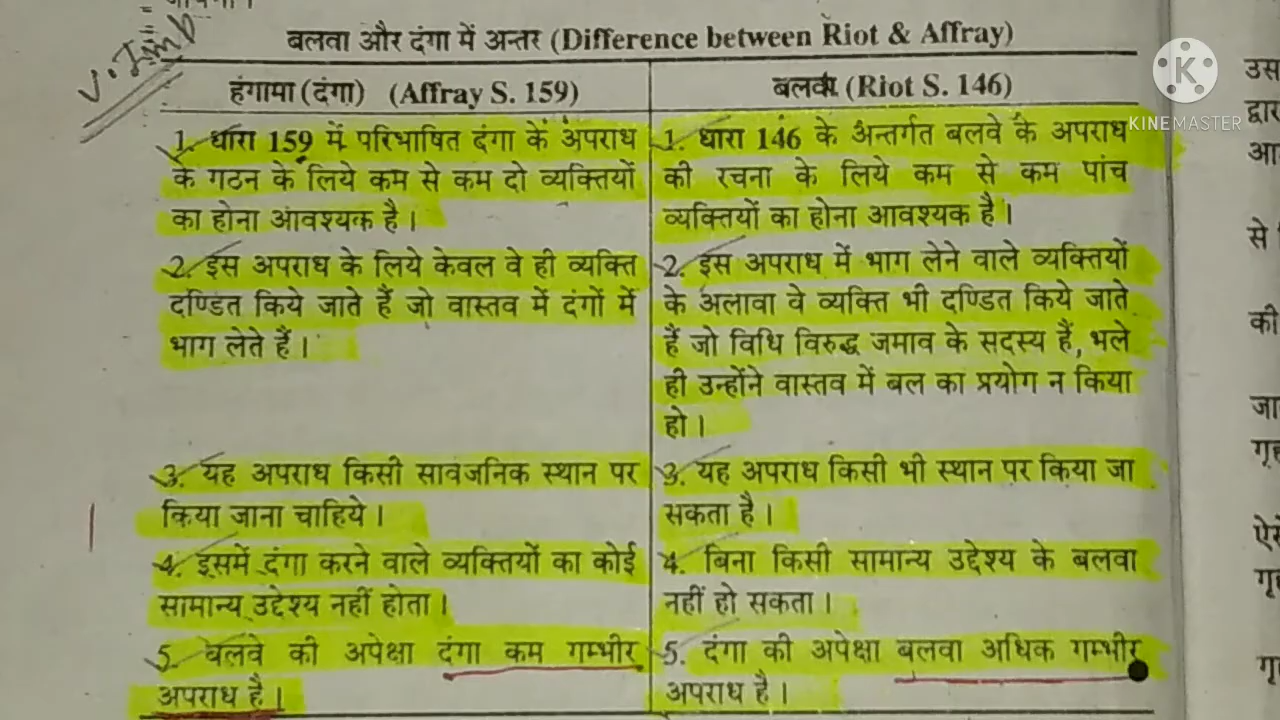 V. Imp
बलवा और दंगा में अन्तर (Difference between Riot & Affray)
हंगामा (दंगा) (Affray S. 159)
1. धारा 159 में परिभाषित दंगा के अपराध
के गठन के लिये कम से कम दो व्यक्तियों
का होना आवश्यक है।
2. इस अपराध के लिये केवल वे ही व्यक्ति
दण्डित किये जाते हैं जो वास्तव में दंगों में
भाग लेते हैं।
3. यह अपराध किसी सार्वजनिक स्थान पर
किया जाना चाहिये।
4. इसमें दंगा करने वाले व्यक्तियों का कोई
सामान्य उद्देश्य नहीं होता।
5. बलवे की अपेक्षा दंगा कम गम्भीर
अपराध है।
बलवा (Riot S. 146)
1. धारा 146 के अन्तर्गत बलवे के अपराध
की रचना के लिये कम से कम पांच
व्यक्तियों का होना आवश्यक है।
2. इस अपराध में भाग लेने वाले व्यक्तियों
के अलावा वे व्यक्ति भी दण्डित किये जाते
हैं जो विधि विरुद्ध जमाव के सदस्य हैं, भले
ही उन्होंने वास्तव में बल का प्रयोग न किया
हो।
3. यह अपराध किसी भी स्थान पर किया जा
सकता है।
4. बिना किसी सामान्य उद्देश्य के बलवा
नहीं हो सकता।
5. दंगा की अपेक्षा बलवा अधिक गम्भीर
अपराध है।
K
KINEMASTER
उस
द्वार
आ
से
की
जा
गृह
गृ